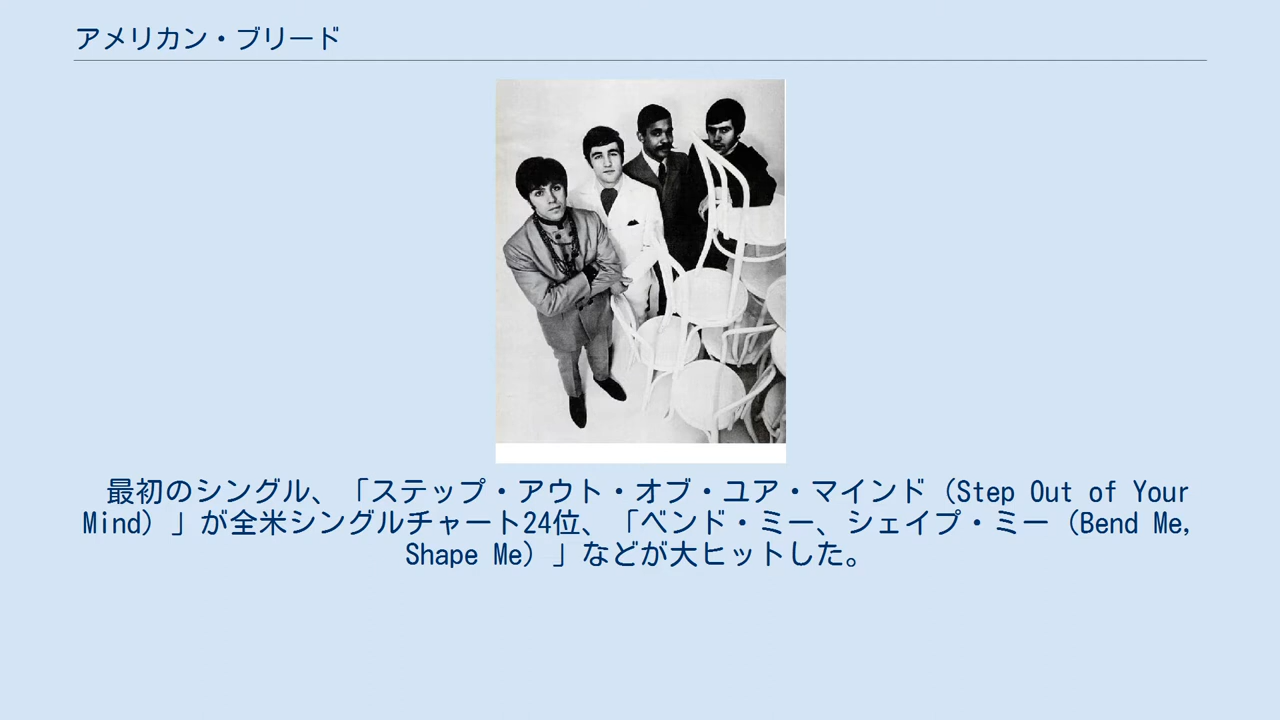 アメリカン・ブリード
最初のシングル、「ステップ・アウト・オブ・ユア・マインド（Step Out of Your
Mind）」が全米シングルチャート24位、「ベンド・ミー、シェイプ・ミー（Bend Me,
Shape Me）」などが大ヒットした。